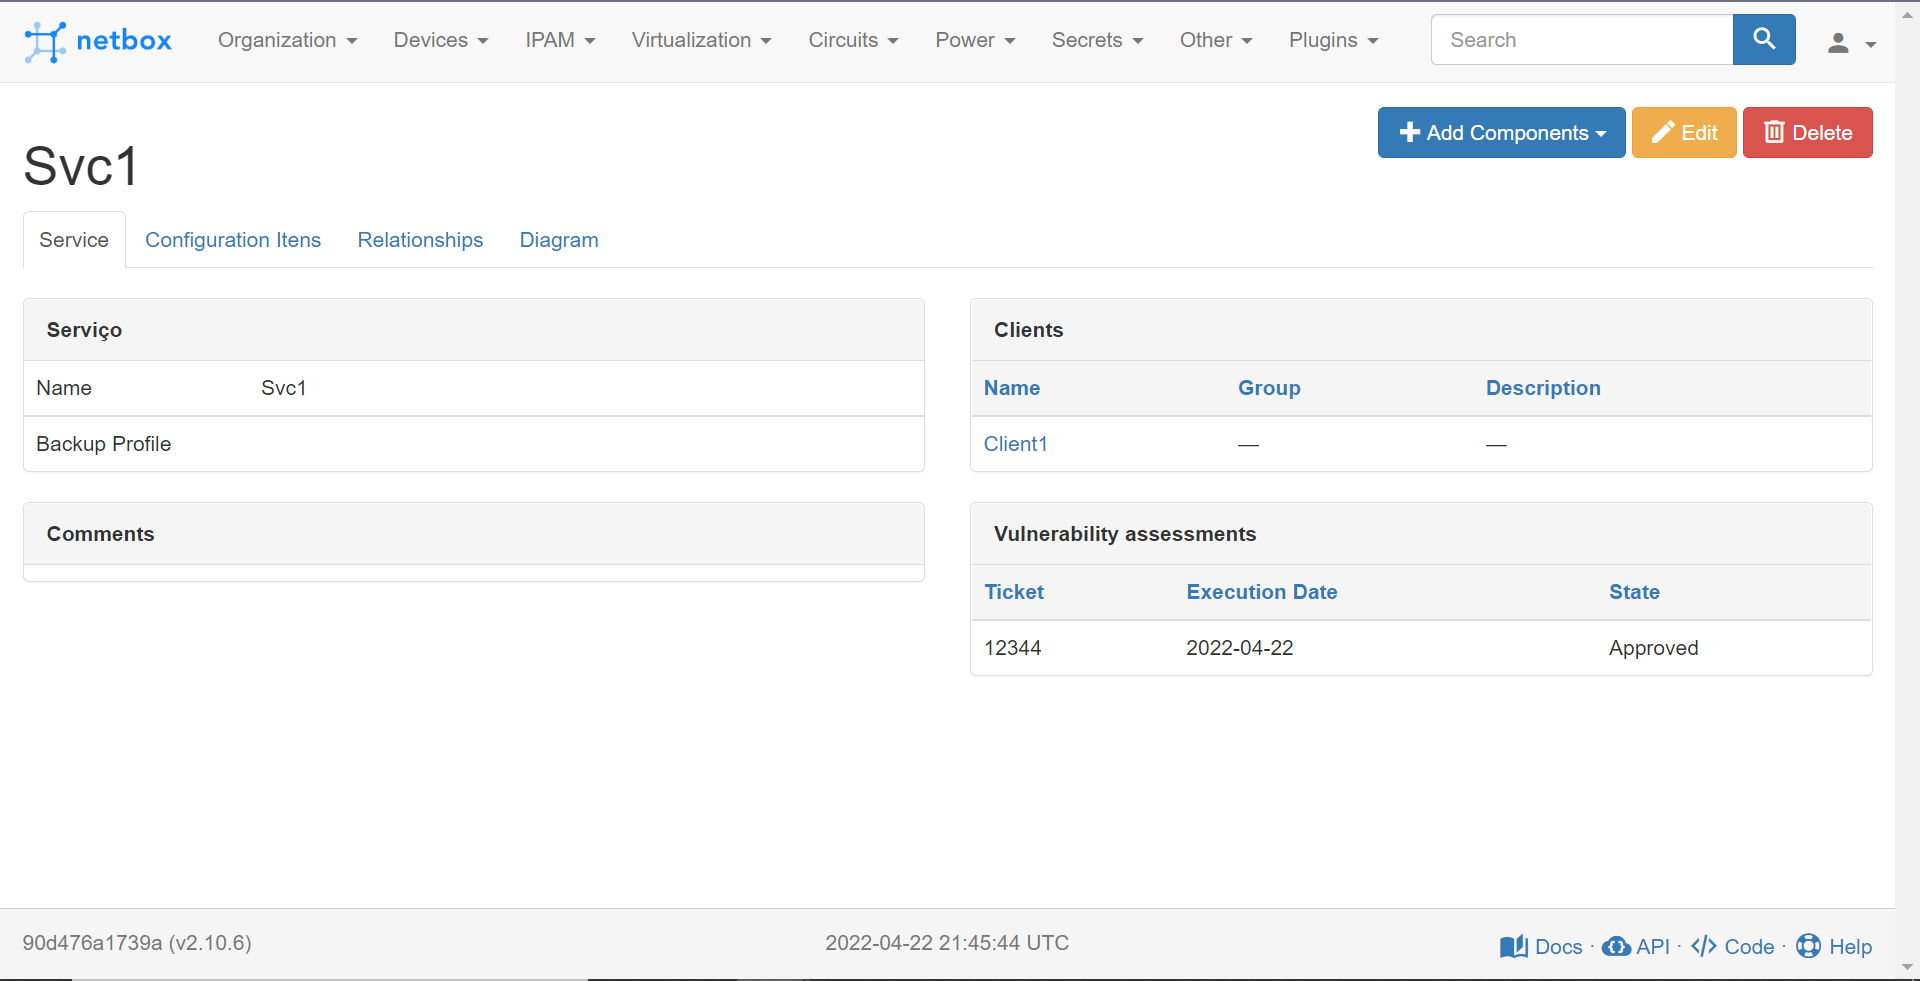 netbox Organization Devices IPAM Virtualization Circuits Power Secrets Other Plugins Search
Add Components Edit Delete
Svc1
Service Configuration Itens Relationships Diagram
Serviço
Name Svc1
Backup Profile
Comments
Clients
Name Group Description
Client1 — —
Vulnerability assessments
Ticket Execution Date State
12344 2022-04-22 Approved
90d476a1739a (v2.10.6) 2022-04-22 21:45:44 UTC Docs · API · Code · Help